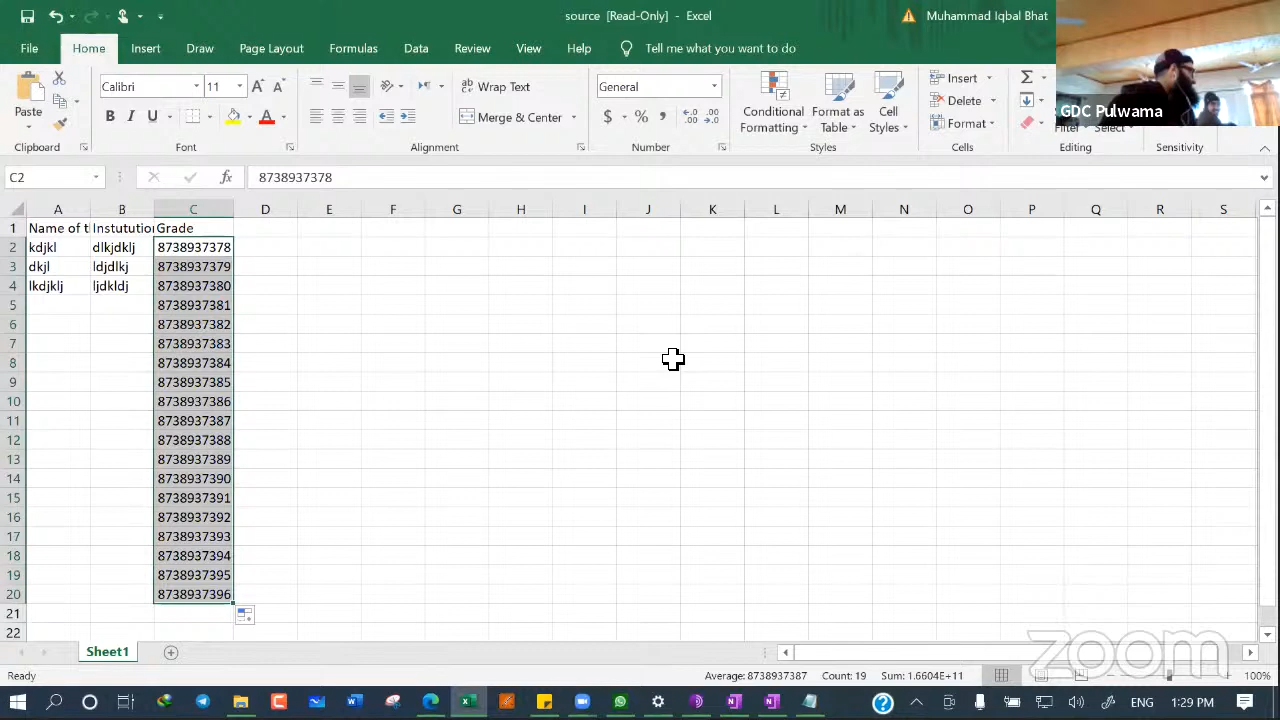 source [Read-Only] - Excel
Muhammad Iqbal Bhat
File Home Insert Draw Page Layout Formulas Data Review View Help Tell me what you want to do
GDC Pulwama
Calibri 11
Wrap Text
General
Insert
Paste
Merge & Center
Conditional Formatting
Format as Table
Cell Styles
Delete
Format
Filter Select
Clipboard Font Alignment Number Styles Cells Editing Sensitivity
C2 8738937378
A B C D E F G H I J K L M N O P Q R S
1 Name of t Instutution Grade
2 kdjkl dlkjdklj 8738937378
3 dkjl ldjdlkj 8738937379
4 lkdjklj ljdkldj 8738937380
5 8738937381
6 8738937382
7 8738937383
8 8738937384
9 8738937385
10 8738937386
11 8738937387
12 8738937388
13 8738937389
14 8738937390
15 8738937391
16 8738937392
17 8738937393
18 8738937394
19 8738937395
20 8738937396
21
22
zoom
Sheet1
Ready Average: 8738937387 Count: 19 Sum: 1.6604E+11 100%
ENG 1:29 PM